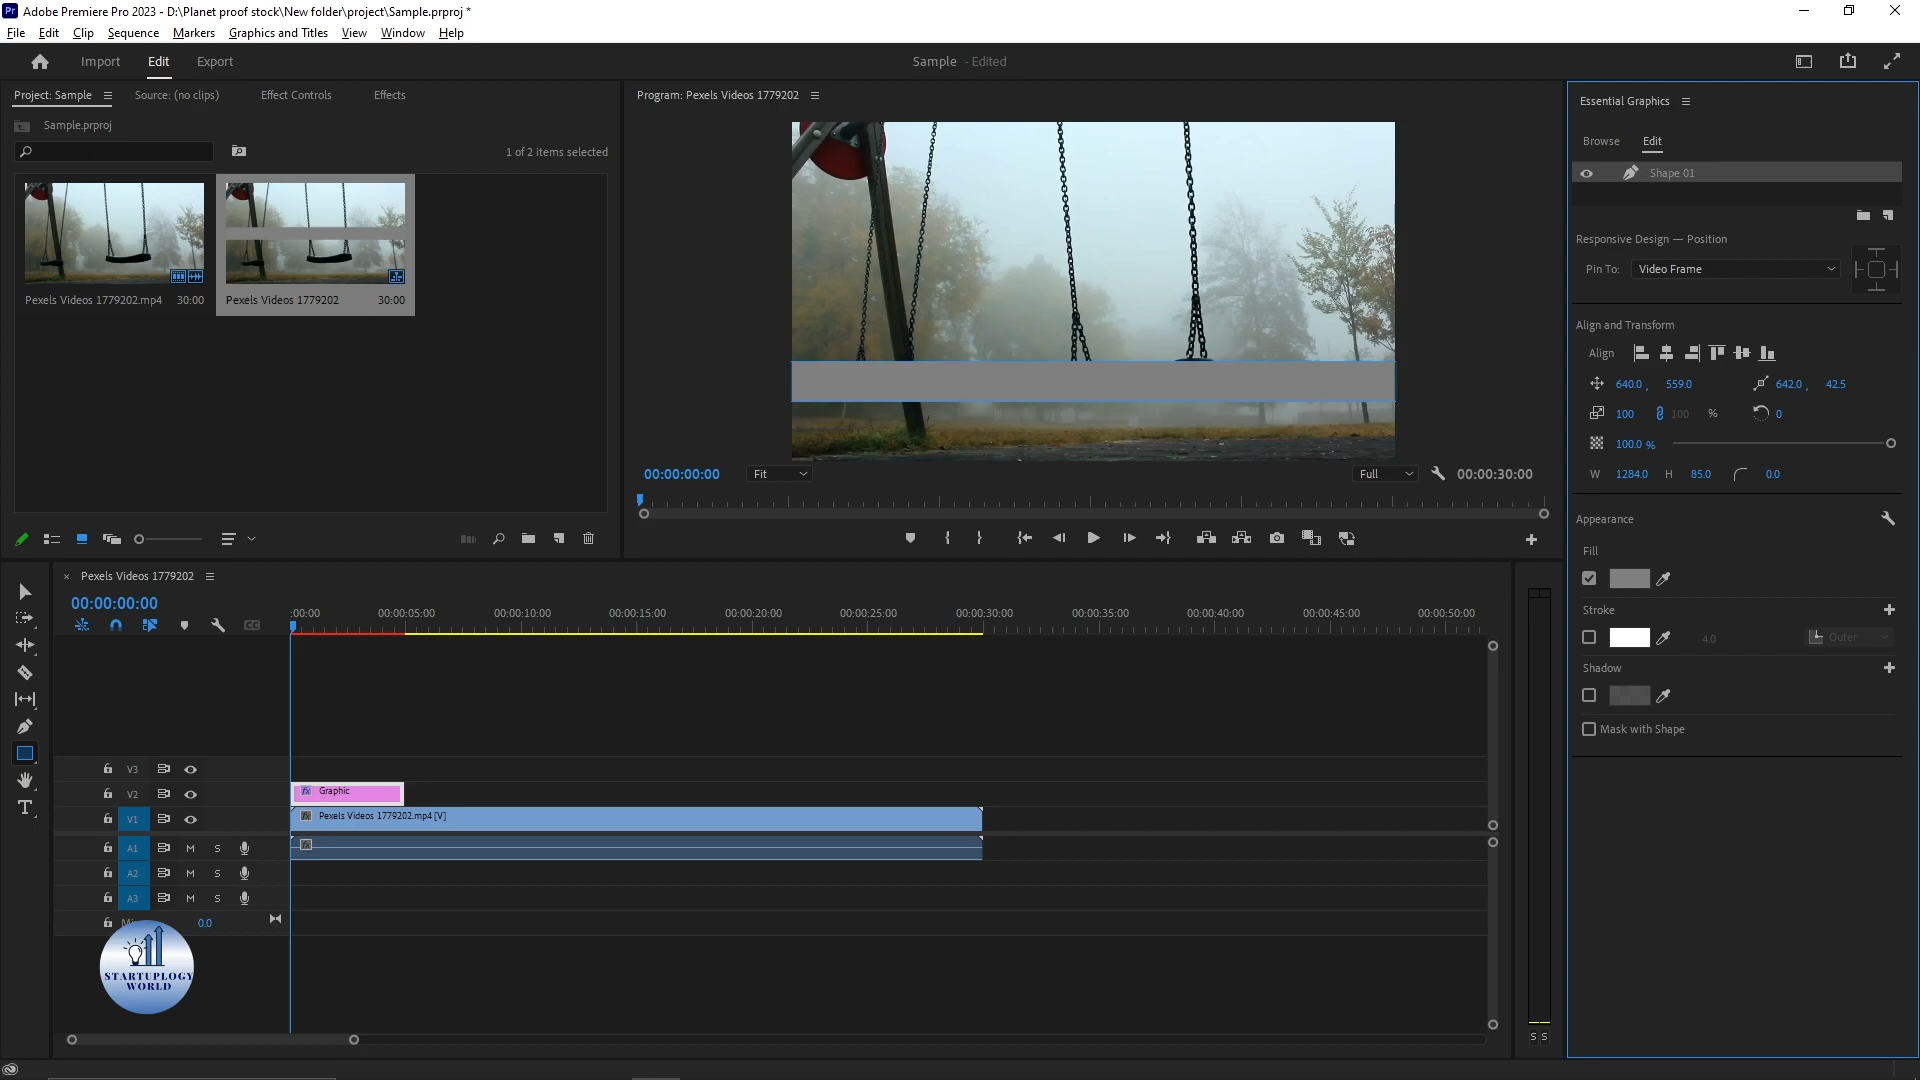 Pr Adobe Premiere Pro 2023 - D:\Planet proof stock\New folder\project\Sample.prproj *
File Edit Clip Sequence Markers Graphics and Titles View Window Help
Import Edit Export Sample - Edited
Project: Sample Source: (no clips) Effect Controls Effects
Sample.prproj
1 of 2 items selected
Pexels Videos 1779202.mp4 30:00
Pexels Videos 1779202 30:00
Program: Pexels Videos 1779202
00:00:00:00 Fit Full 00:00:30:00
Essential Graphics
Browse Edit
Shape 01
Responsive Design — Position
Pin To: Video Frame
Align and Transform
Align
640.0 , 559.0 642.0 , 42.5
100 100 % 0
100.0 %
W 1284.0 H 85.0 0.0
Appearance
Fill
Stroke
4.0 Outer
Shadow
Mask with Shape
× Pexels Videos 1779202
00:00:00:00
:00:00 00:00:05:00 00:00:10:00 00:00:15:00 00:00:20:00 00:00:25:00 00:00:30:00 00:00:35:00 00:00:40:00 00:00:45:00 00:00:50:00
V3
V2 fx Graphic
V1 fx Pexels Videos 1779202.mp4 [V]
A1 M S fx
A2 M S
A3 M S
0.0
STARTUPLOGY
WORLD
S S